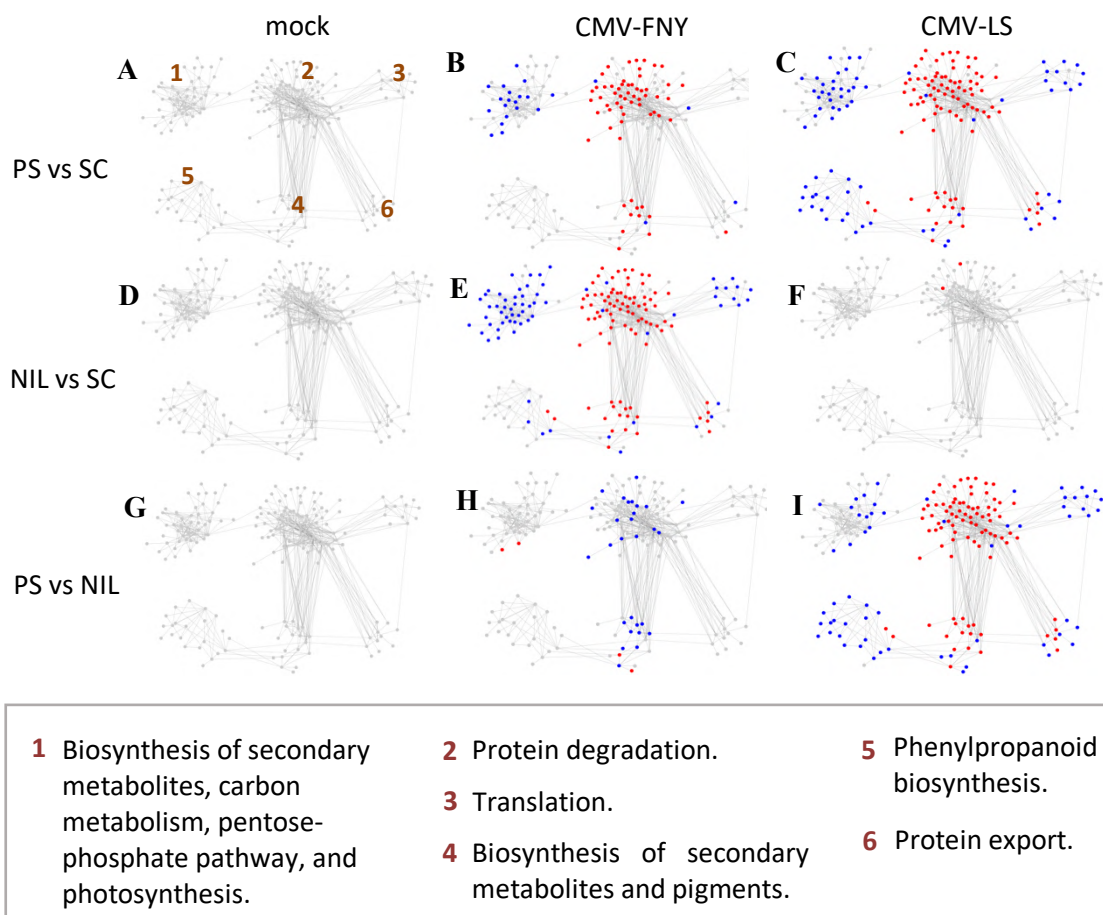 mock CMV-FNY CMV-LS
A 1 2 3 B C
PS vs SC
5 4 6
D E F
NIL vs SC
G H I
PS vs NIL
1 Biosynthesis of secondary
metabolites, carbon
metabolism, pentose-
phosphate pathway, and
photosynthesis.
2 Protein degradation.
3 Translation.
4 Biosynthesis of secondary
metabolites and pigments.
5 Phenylpropanoid
biosynthesis.
6 Protein export.